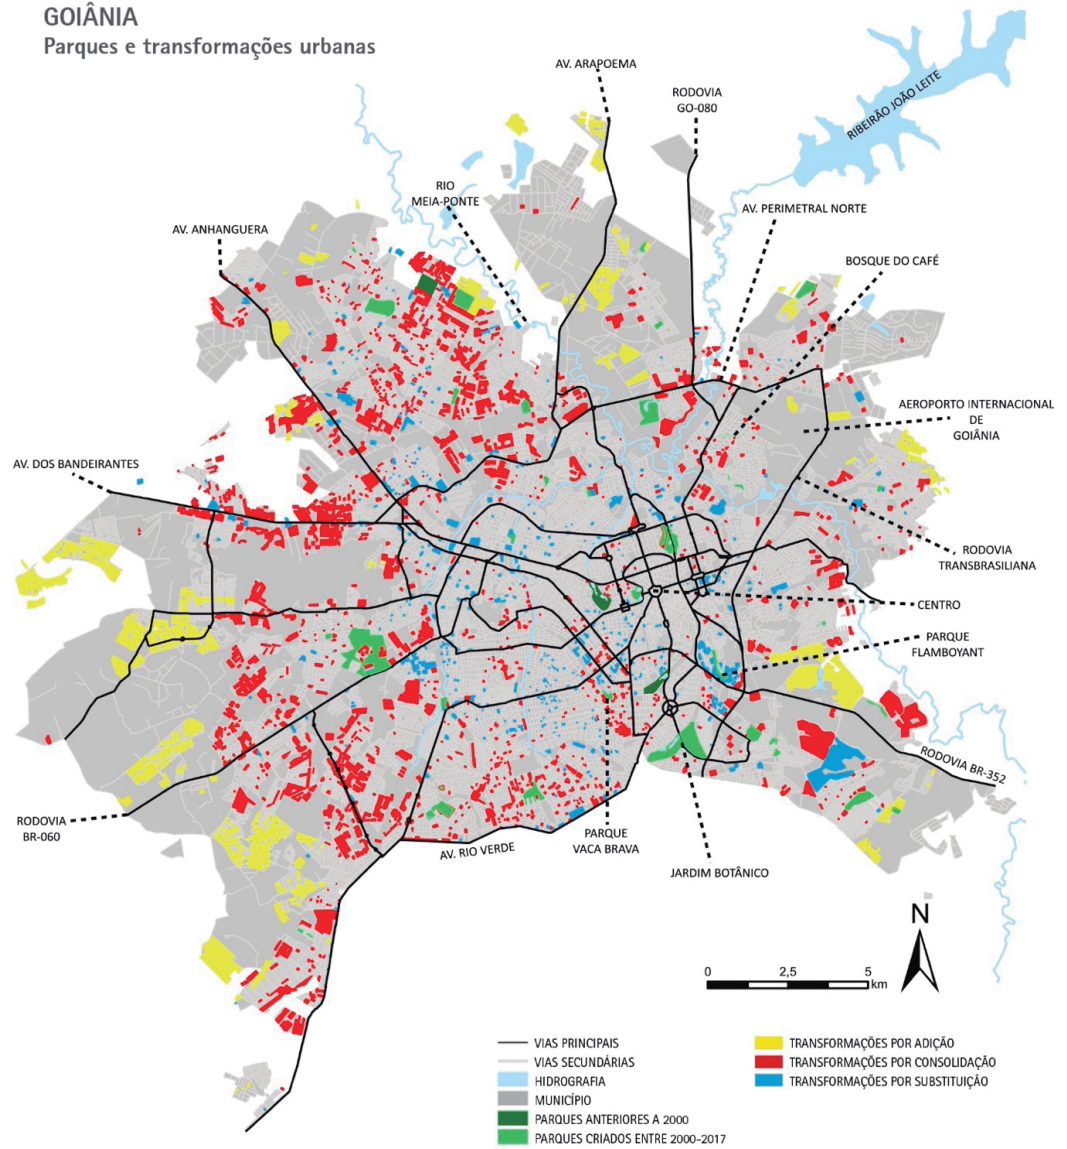 GOIÂNIA
Parques e transformações urbanas
AV. ARAPOEMA
RODOVIA
GO-080
RIBEIRÃO JOÃO LEITE
RIO
MEIA-PONTE
AV. PERIMETRAL NORTE
AV. ANHANGUERA
BOSQUE DO CAFÉ
AEROPORTO INTERNACIONAL
DE
GOIÂNIA
AV. DOS BANDEIRANTES
RODOVIA
TRANSBRASILIANA
CENTRO
PARQUE
FLAMBOYANT
RODOVIA BR-352
RODOVIA
BR-060
AV. RIO VERDE
PARQUE
VACA BRAVA
JARDIM BOTÂNICO
N
0 2,5 5
km
VIAS PRINCIPAIS
VIAS SECUNDÁRIAS
HIDROGRAFIA
MUNICÍPIO
PARQUES ANTERIORES A 2000
PARQUES CRIADOS ENTRE 2000-2017
TRANSFORMAÇÕES POR ADIÇÃO
TRANSFORMAÇÕES POR CONSOLIDAÇÃO
TRANSFORMAÇÕES POR SUBSTITUIÇÃO